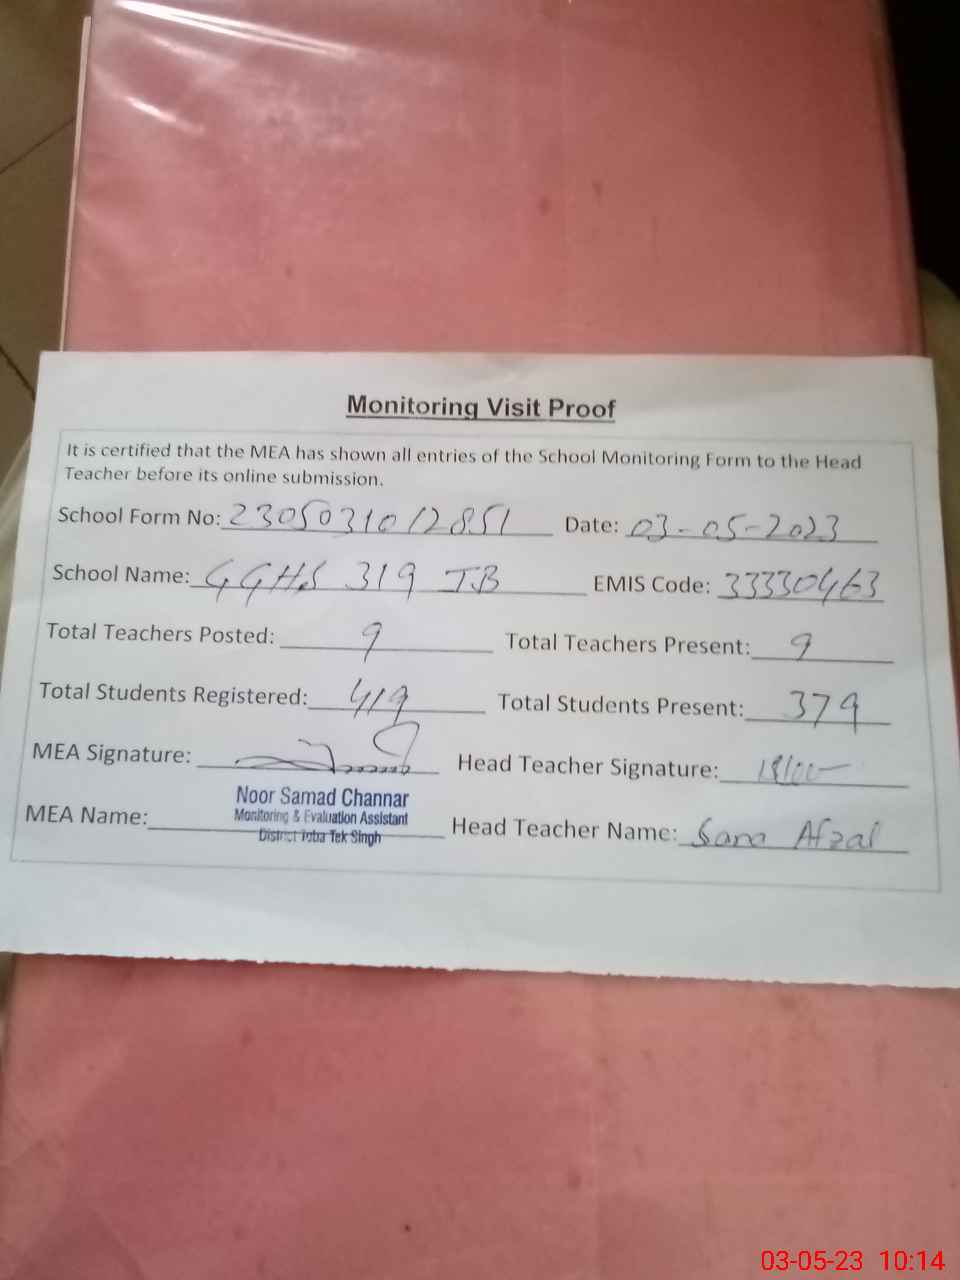 Monitoring Visit Proof
It is certified that the MEA has shown all entries of the School Monitoring Form to the Head
Teacher before its online submission.
School Form No: 2305031012851 Date: 03-05-2023
School Name: GGHS 319 JB EMIS Code: 33330463
Total Teachers Posted: 9 Total Teachers Present: 9
Total Students Registered: 419 Total Students Present: 379
MEA Signature: Head Teacher Signature:
MEA Name: Noor Samad Channar
Monitoring & Evaluation Assistant
District Toba Tek Singh
Head Teacher Name: Sara Afzal
03-05-23 10:14